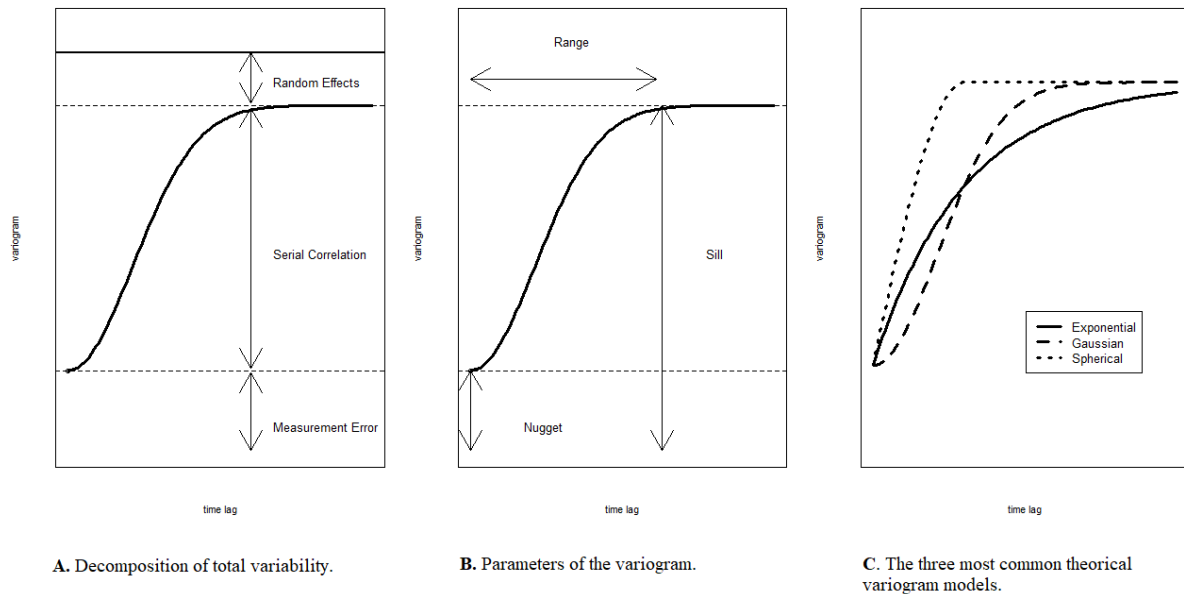 variogram
Random Effects
Serial Correlation
Measurement Error
time lag
A. Decomposition of total variability.
variogram
Range
Sill
Nugget
time lag
B. Parameters of the variogram.
variogram
Exponential
Gaussian
Spherical
time lag
C. The three most common theorical
variogram models.